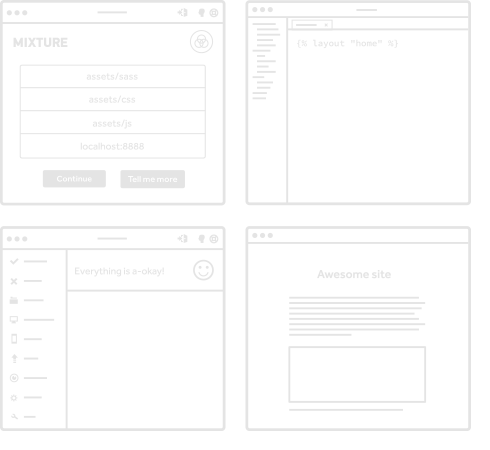 MIXTURE
assets/sass
assets/css
assets/js
localhost:8888
Continue
Tell me more
{% layout "home" %}
Everything is a-okay!
Awesome site